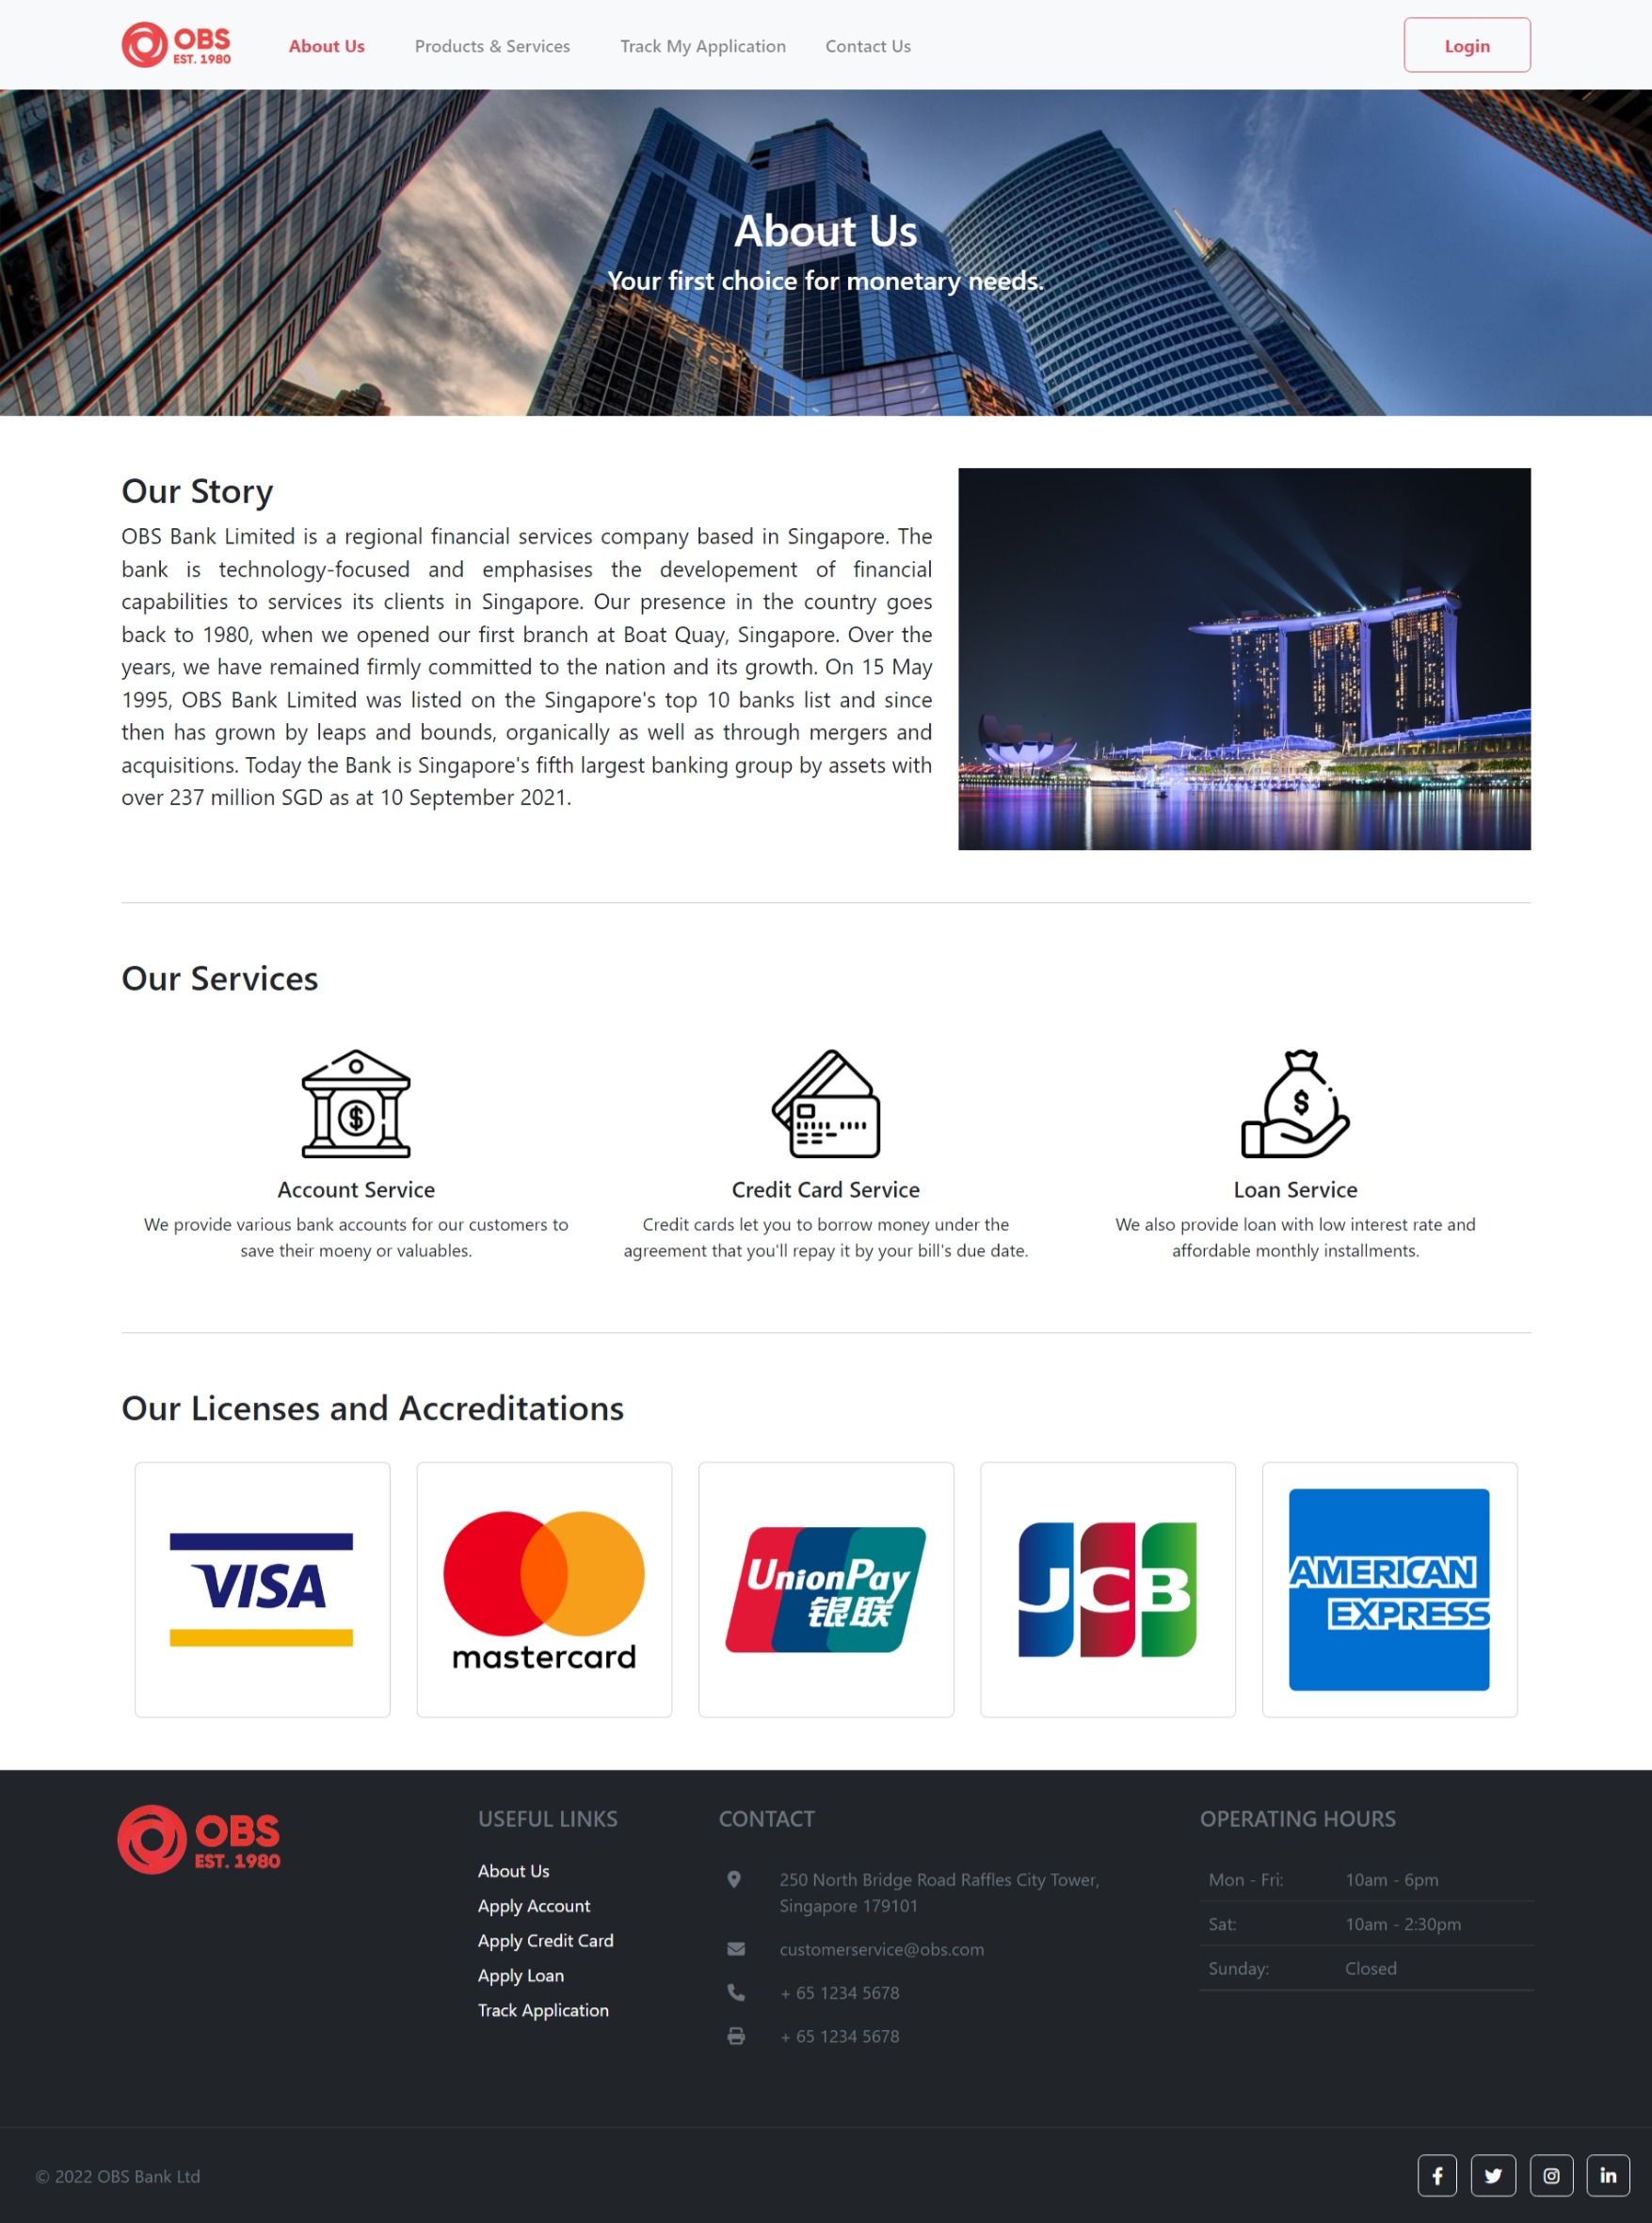 OBS
EST. 1980
About Us
Products & Services
Track My Application
Contact Us
Login
About Us
Your first choice for monetary needs.
Our Story
OBS Bank Limited is a regional financial services company based in Singapore. The
bank is technology-focused and emphasises the developement of financial
capabilities to services its clients in Singapore. Our presence in the country goes
back to 1980, when we opened our first branch at Boat Quay, Singapore. Over the
years, we have remained firmly committed to the nation and its growth. On 15 May
1995, OBS Bank Limited was listed on the Singapore's top 10 banks list and since
then has grown by leaps and bounds, organically as well as through mergers and
acquisitions. Today the Bank is Singapore's fifth largest banking group by assets with
over 237 million SGD as at 10 September 2021.
Our Services
Account Service
We provide various bank accounts for our customers to
save their moeny or valuables.
Credit Card Service
Credit cards let you to borrow money under the
agreement that you'll repay it by your bill's due date.
Loan Service
We also provide loan with low interest rate and
affordable monthly installments.
Our Licenses and Accreditations
VISA
mastercard
UnionPay
银联
JCB
AMERICAN
EXPRESS
OBS
EST. 1980
USEFUL LINKS
About Us
Apply Account
Apply Credit Card
Apply Loan
Track Application
CONTACT
250 North Bridge Road Raffles City Tower,
Singapore 179101
customerservice@obs.com
+ 65 1234 5678
+ 65 1234 5678
OPERATING HOURS
Mon - Fri: 10am - 6pm
Sat: 10am - 2:30pm
Sunday: Closed
© 2022 OBS Bank Ltd